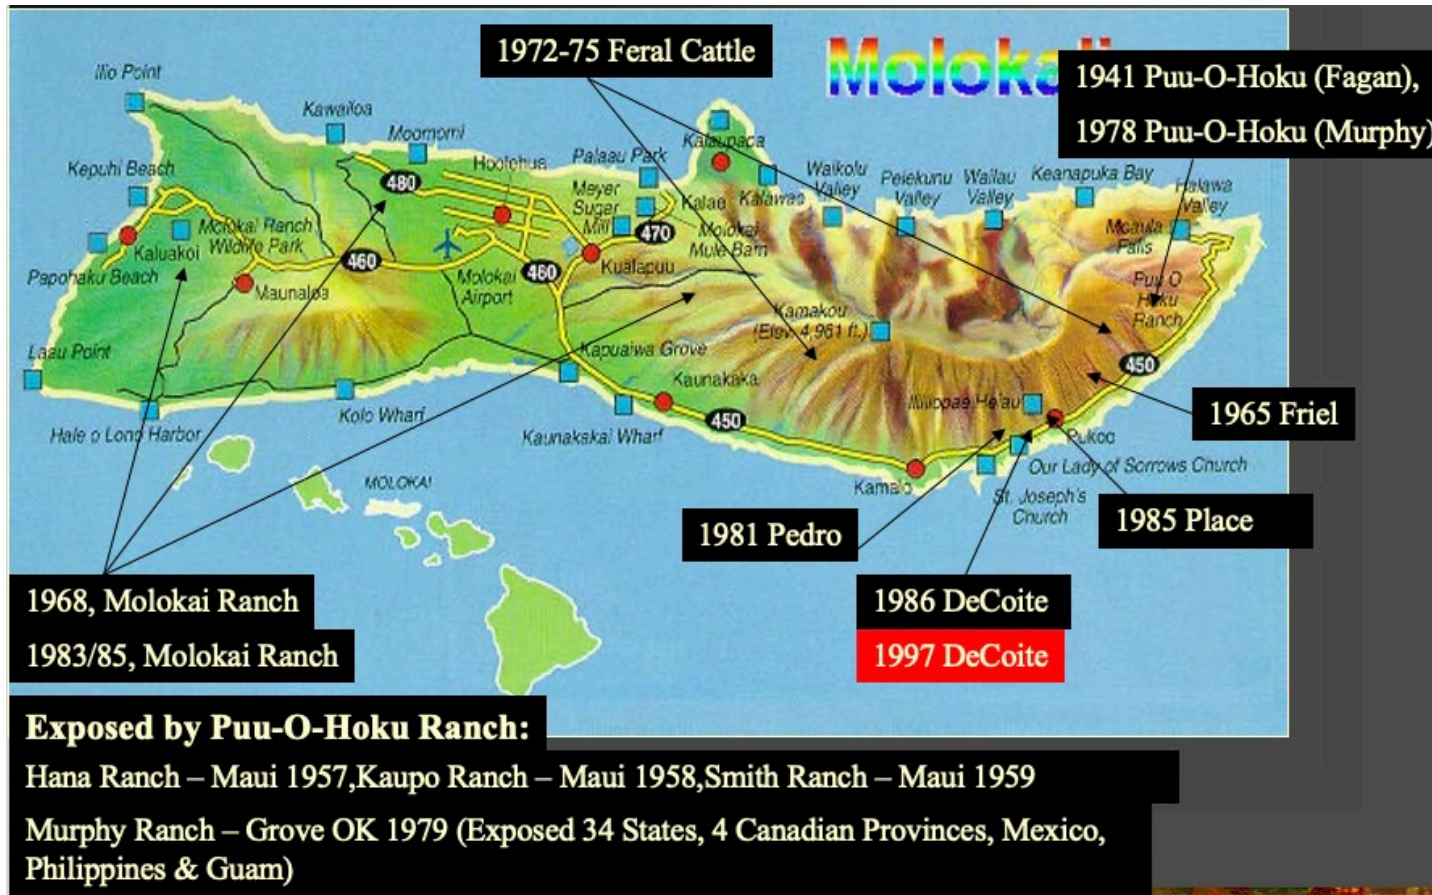 Molokai
1972-75 Feral Cattle
1941 Puu-O-Hoku (Fagan),
1978 Puu-O-Hoku (Murphy)
Ilio Point
Kawailoa
Moomomi
Kepuhi Beach
480
Hoolehua
Palaau Park
Kalaupapa
Waikolu
Valley
Pelekunu
Valley
Wailau
Valley
Keanapuka Bay
Halawa
Valley
Meyer
Sugar
Mill
Kalae
Kalawao
Molokai Ranch
Wildlife Park
470
Molokai
Mule Barn
Moaula
Falls
Kaluakoi
Papohaku Beach
460
Molokai
Airport
460
Kualapuu
Maunaloa
Puu O
Hoku
Ranch
Kamakou
(Elev. 4,961 ft.)
Laau Point
Kapuaiwa Grove
Kaunakaka
450
Hale o Lono Harbor
Kolo Wharf
Kaunakakai Wharf
450
Iliiliopae Heiau
1965 Friel
Pukoo
Our Lady of Sorrows Church
Kamalo
St. Joseph's
Church
MOLOKAI
1981 Pedro
1985 Place
1968, Molokai Ranch
1983/85, Molokai Ranch
1986 DeCoite
1997 DeCoite
Exposed by Puu-O-Hoku Ranch:
Hana Ranch – Maui 1957,Kaupo Ranch – Maui 1958,Smith Ranch – Maui 1959
Murphy Ranch – Grove OK 1979 (Exposed 34 States, 4 Canadian Provinces, Mexico,
Philippines & Guam)